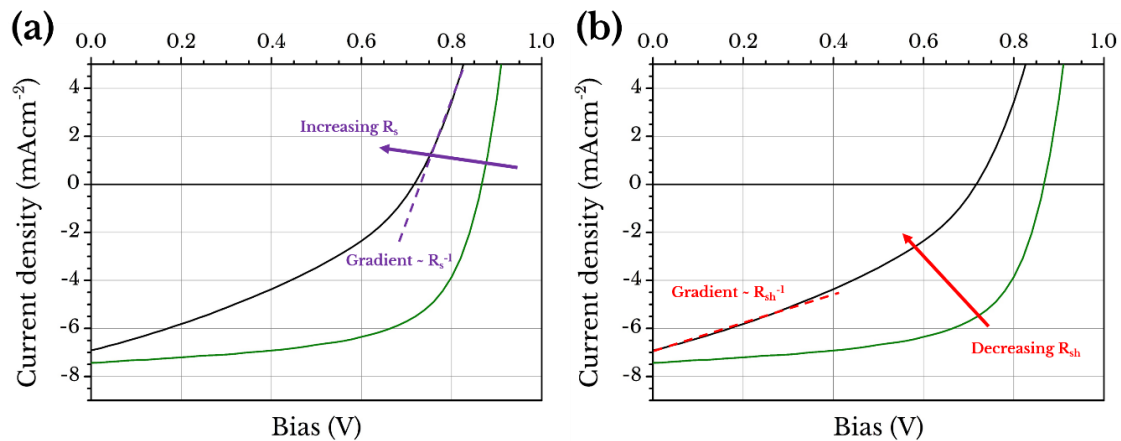 (a)
0.0 0.2 0.4 0.6 0.8 1.0
4
2
0
-2
-4
-6
-8
Current density (mAcm⁻²)
Increasing Rₛ
Gradient ~ Rₛ⁻¹
Bias (V)
(b)
0.0 0.2 0.4 0.6 0.8 1.0
4
2
0
-2
-4
-6
-8
Current density (mAcm⁻²)
Gradient ~ Rₛₕ⁻¹
Decreasing Rₛₕ
Bias (V)